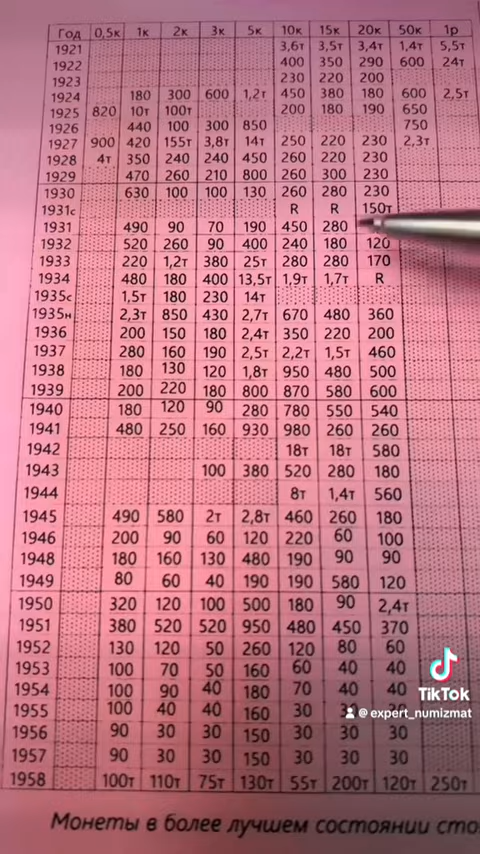 Год 0,5к 1к 2к 3к 5к 10к 15к 20к 50к 1р
1921 3,6т 3,5т 3,4т 1,4т 5,5т
1922 400 350 290 600 24т
1923 230 220 200
1924 180 300 600 1,2т 450 380 180 600 2,5т
1925 820 10т 100т 200 180 190 650
1926 440 100 300 850 750
1927 900 420 155т 3,8т 14т 250 220 230 2,3т
1928 4т 350 240 240 450 260 220 230
1929 470 260 210 800 260 300 230
1930 630 100 100 130 260 280 230
1931с R R 150т
1931 490 90 70 190 450 280
1932 520 260 90 400 240 180 120
1933 220 1,2т 380 25т 280 280 170
1934 480 180 400 13,5т 1,9т 1,7т R
1935с 1,5т 180 230 14т
1935н 2,3т 850 430 2,7т 670 480 360
1936 200 150 180 2,4т 350 220 200
1937 280 160 190 2,5т 2,2т 1,5т 460
1938 180 130 120 1,8т 950 480 500
1939 200 220 180 800 870 580 600
1940 180 120 90 280 780 550 540
1941 480 250 160 930 980 260 260
1942 18т 18т 580
1943 100 380 520 280 180
1944 8т 1,4т 560
1945 490 580 2т 2,8т 460 260 180
1946 200 90 60 120 220 60 100
1948 180 160 130 480 190 90 90
1949 80 60 40 190 190 580 120
1950 320 120 100 500 180 90 2,4т
1951 380 520 520 950 480 450 370
1952 130 120 50 260 120 80 60
1953 100 70 50 160 60 40 40
1954 100 90 40 180 70 40 40
TikTok
1955 100 40 40 160 30
@expert_numizmat
1956 90 30 30 150 30 30 30
1957 90 30 30 150 30 30 30
1958 100т 110т 75т 130т 55т 200т 120т 250т
Монеты в более лучшем состоянии